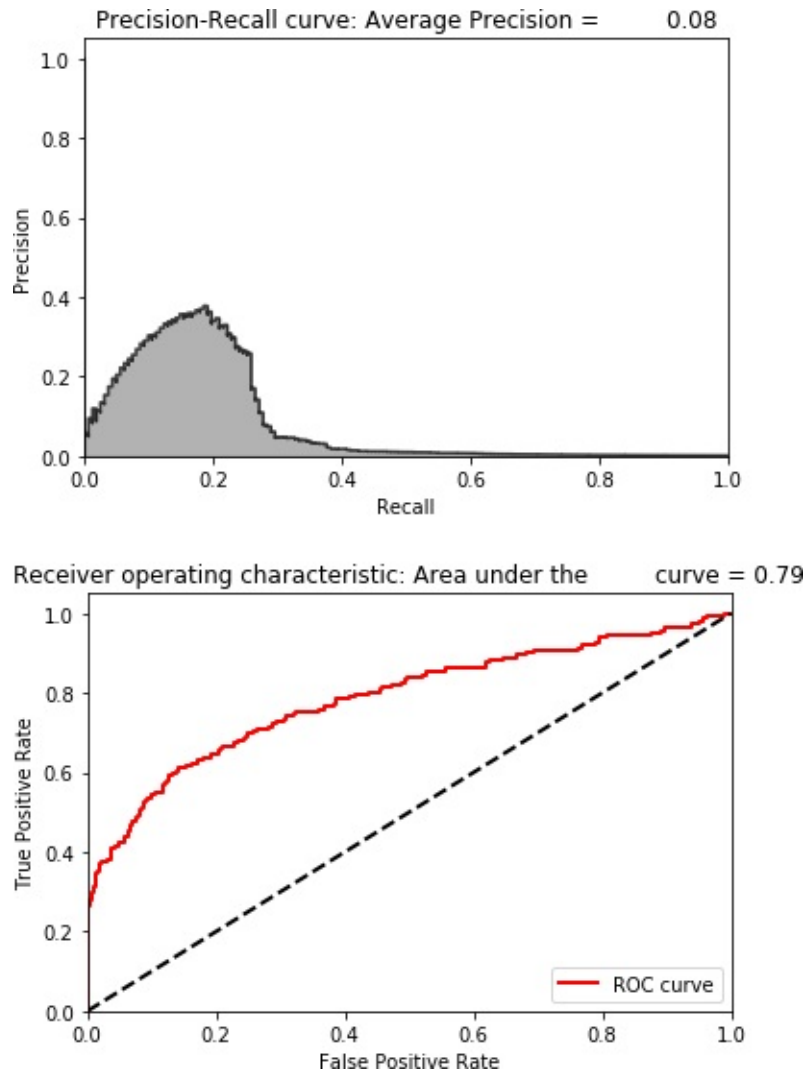 Precision-Recall curve: Average Precision = 0.08
1.0
0.8
0.6
0.4
0.2
0.0
Precision
0.0 0.2 0.4 0.6 0.8 1.0
Recall
Receiver operating characteristic: Area under the curve = 0.79
1.0
0.8
0.6
0.4
0.2
0.0
True Positive Rate
ROC curve
0.0 0.2 0.4 0.6 0.8 1.0
False Positive Rate